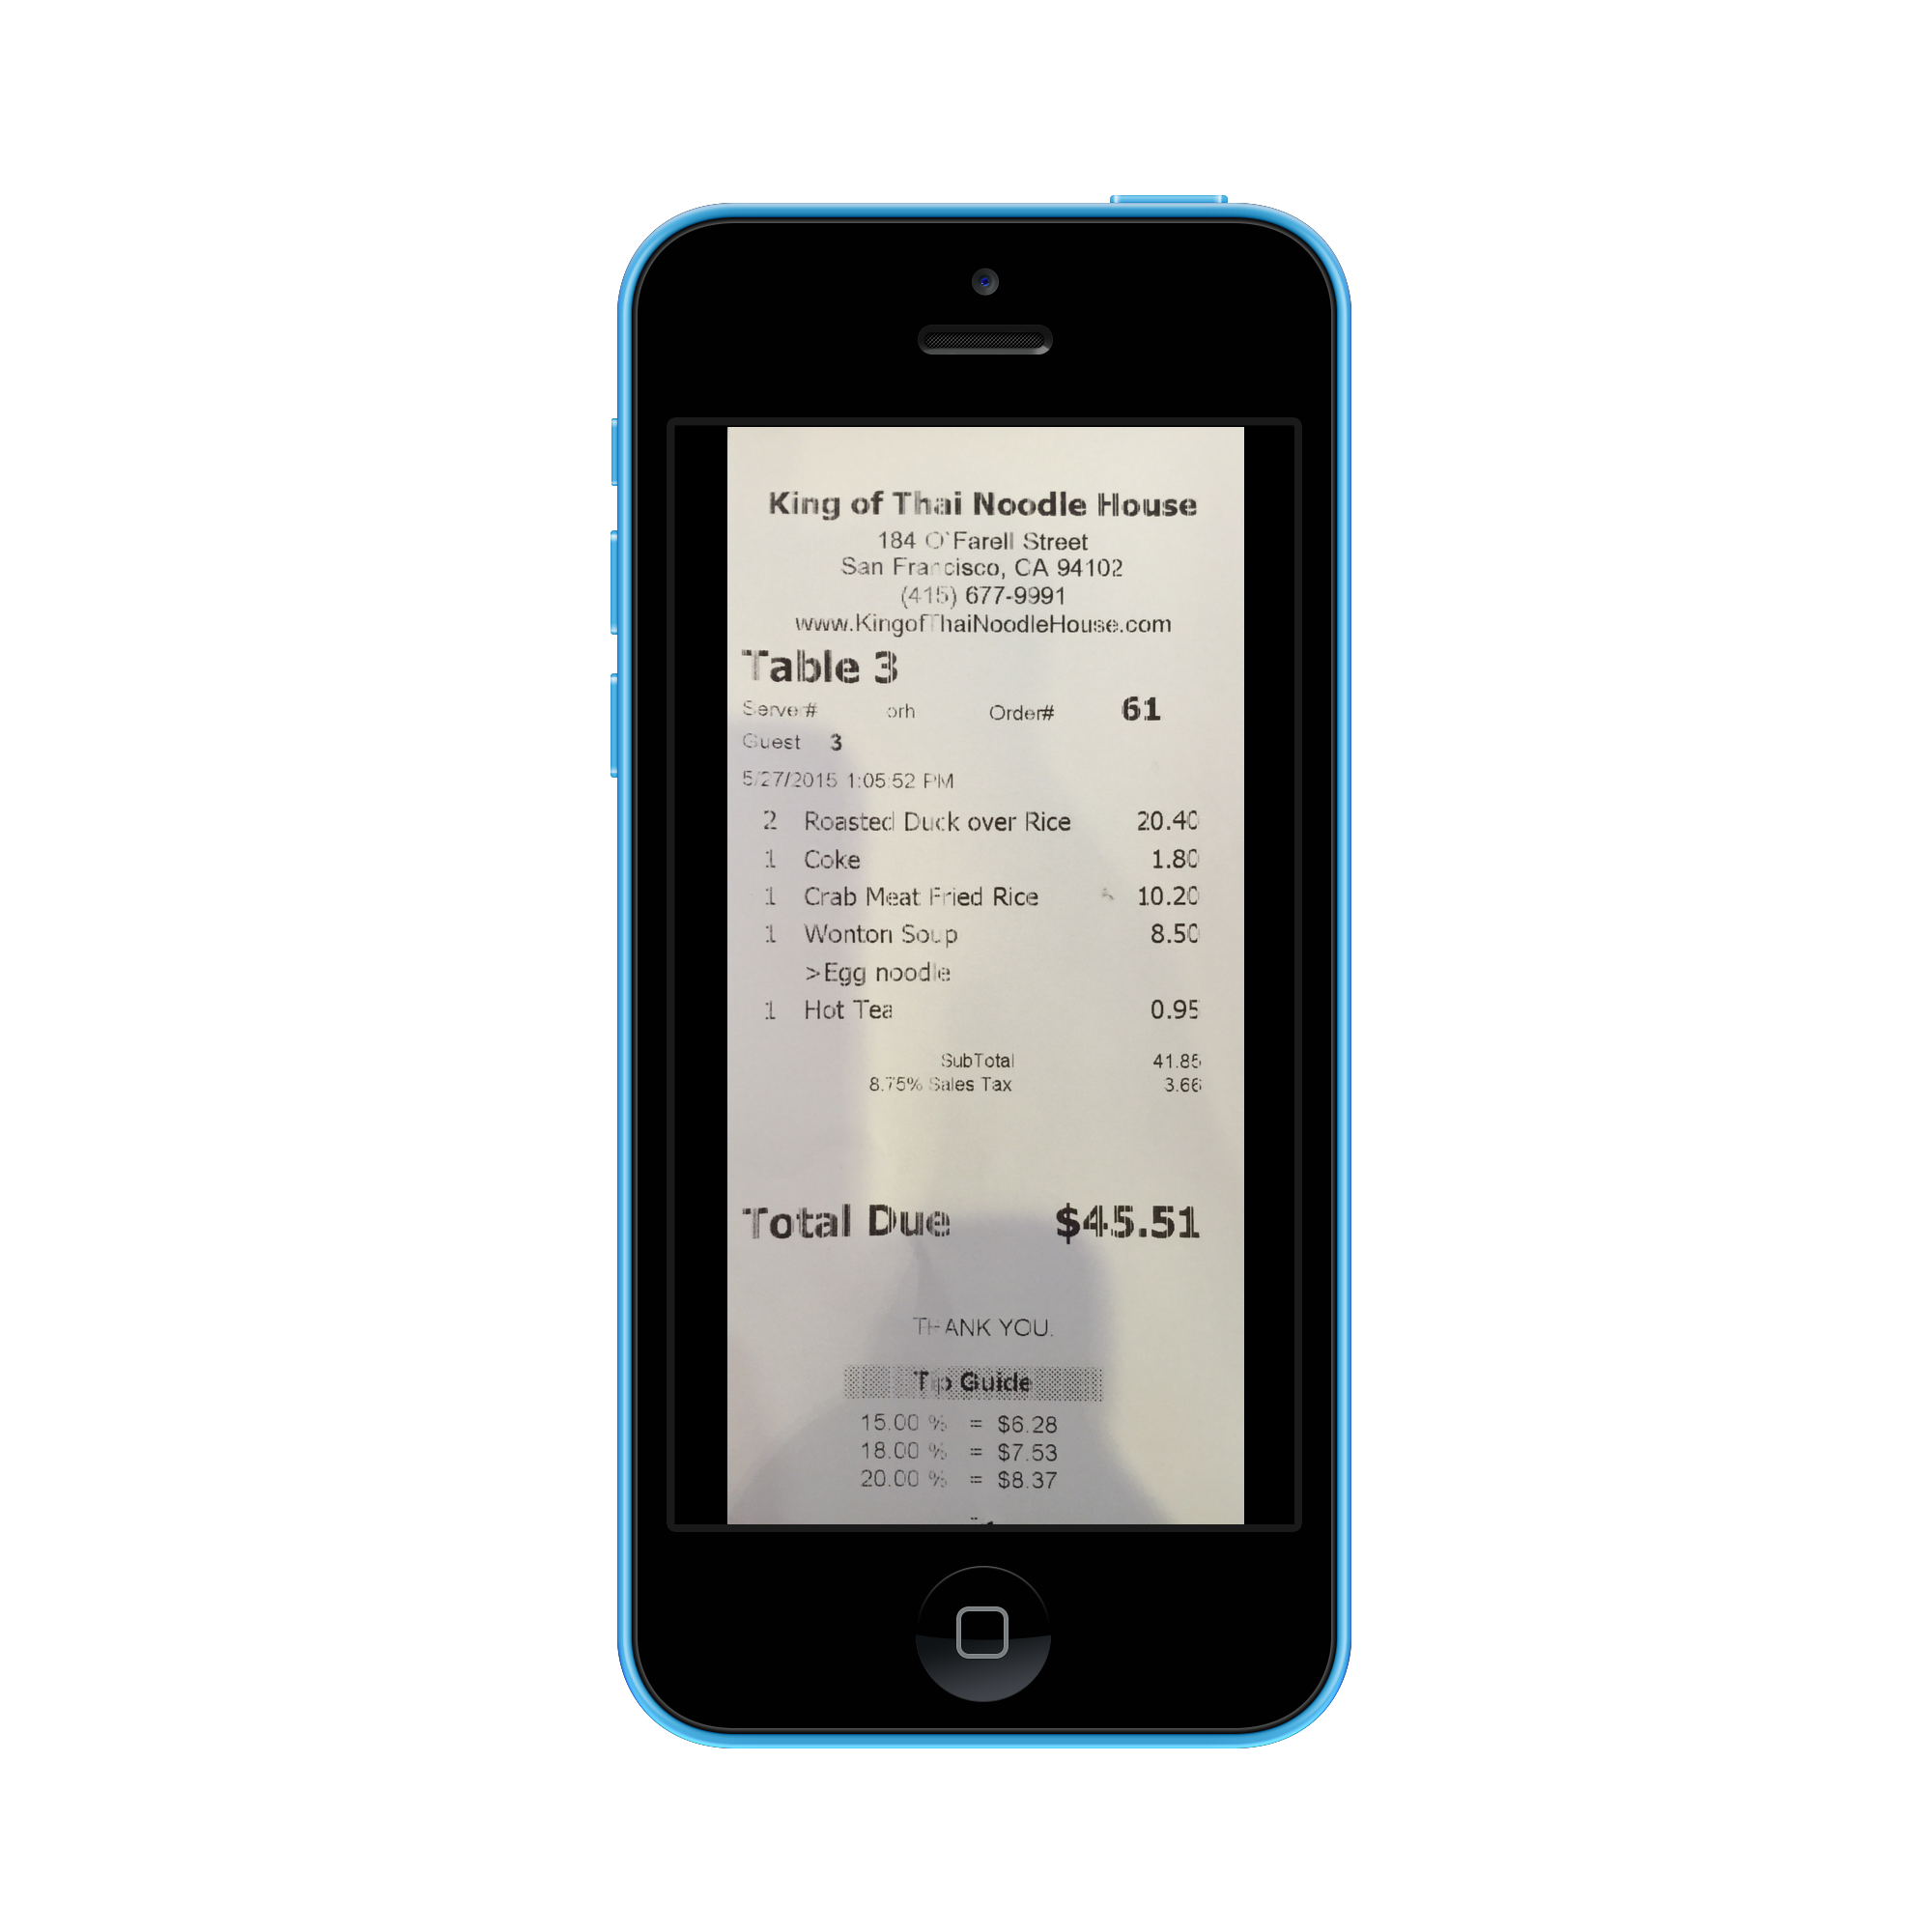 King of Thai Noodle House
184 O`Farell Street
San Francisco, CA 94102
(415) 677-9991
www.KingofThaiNoodleHouse.com
Table 3
Server# orh Order# 61
Guest 3
5/27/2015 1:05:52 PM
2 Roasted Duck over Rice 20.40
1 Coke 1.80
1 Crab Meat Fried Rice 10.20
1 Wonton Soup 8.50
>Egg noodle
1 Hot Tea 0.95
SubTotal 41.85
8.75% Sales Tax 3.66
Total Due $45.51
THANK YOU.
Tip Guide
15.00 % = $6.28
18.00 % = $7.53
20.00 % = $8.37